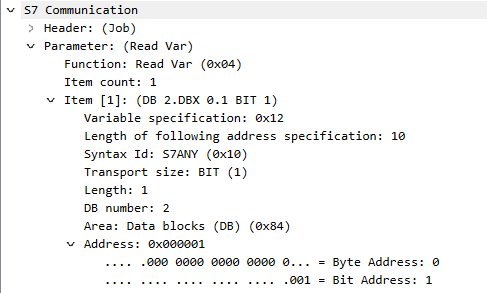 S7 Communication
Header: (Job)
Parameter: (Read Var)
Function: Read Var (0x04)
Item count: 1
Item [1]: (DB 2.DBX 0.1 BIT 1)
Variable specification: 0x12
Length of following address specification: 10
Syntax Id: S7ANY (0x10)
Transport size: BIT (1)
Length: 1
DB number: 2
Area: Data blocks (DB) (0x84)
Address: 0x000001
.... .000 0000 0000 0000 0... = Byte Address: 0
.... .... .... .... .... .001 = Bit Address: 1